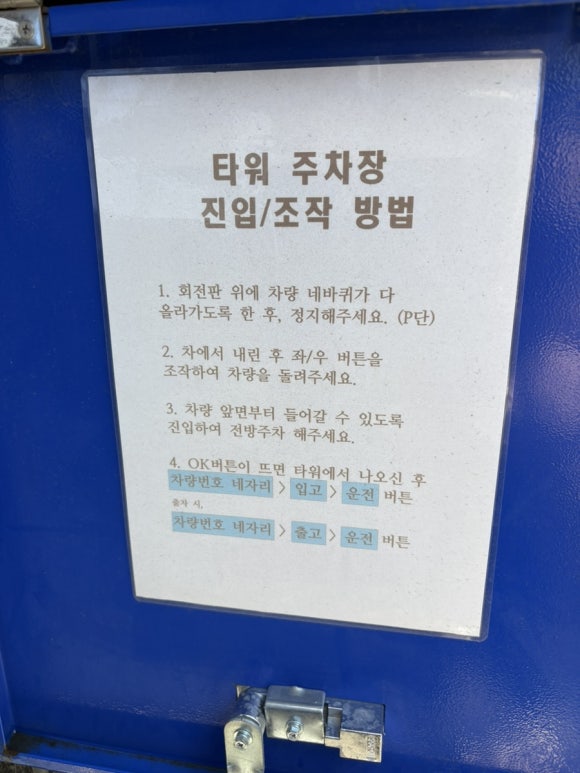 타워 주차장
진입/조작 방법
1. 회전판 위에 차량 네바퀴가 다
올라가도록 한 후, 정지해주세요. (P단)
2. 차에서 내린 후 좌/우 버튼을
조작하여 차량을 돌려주세요.
3. 차량 앞면부터 들어갈 수 있도록
진입하여 전방주차 해주세요.
4. OK버튼이 뜨면 타워에서 나오신 후
차량번호 네자리 > 입고 > 운전 버튼
출차 시,
차량번호 네자리 > 출고 > 운전 버튼